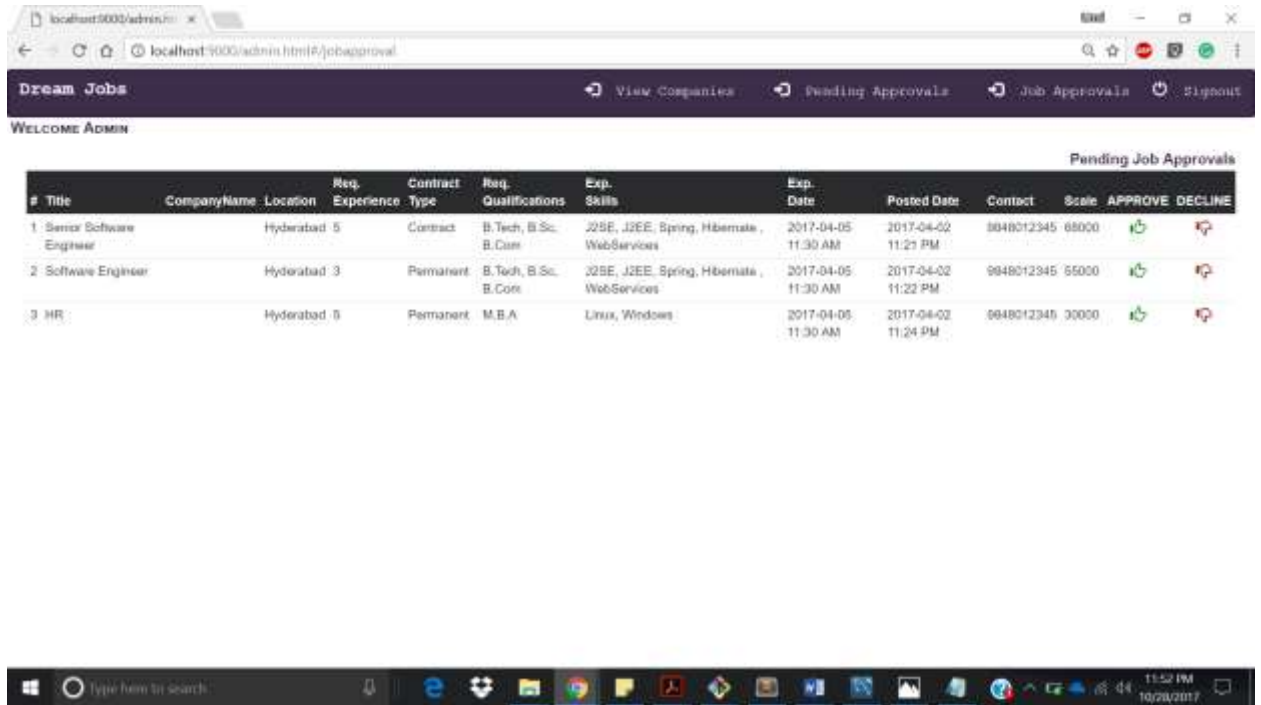 localhost:9000/admin.ht
localhost:9000/admin.html#/jobapproval
Dream Jobs View Companies Pending Approvals Job Approvals Signout
WELCOME ADMIN
Pending Job Approvals
# Title CompanyName Location Req. Experience Contract Type Req. Qualifications Exp. Skills Exp. Date Posted Date Contact Scale APPROVE DECLINE
1 Senior Software Hyderabad 5 Contract B.Tech, B.Sc, J2SE, J2EE, Spring, Hibernate , 2017-04-05 2017-04-02 9848012345 68000
Engineer B.Com WebServices 11:30 AM 11:21 PM
2 Software Engineer Hyderabad 3 Permanent B.Tech, B.Sc, J2SE, J2EE, Spring, Hibernate , 2017-04-05 2017-04-02 9848012345 55000
B.Com WebServices 11:30 AM 11:22 PM
3 HR Hyderabad 5 Permanent M.B.A Linux, Windows 2017-04-05 2017-04-02 9848012345 30000
11:30 AM 11:24 PM
Type here to search
11:52 PM
10/28/2017